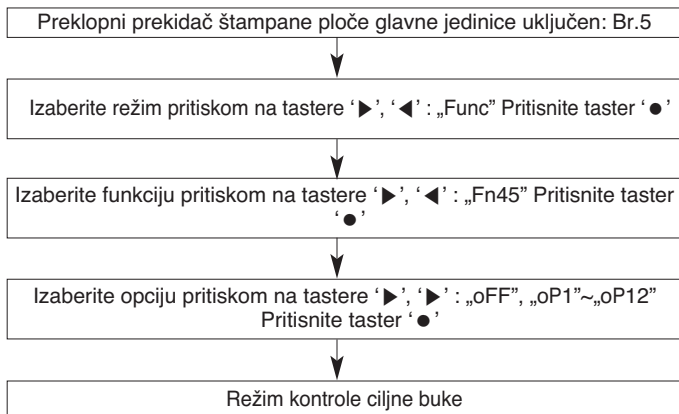 Preklopni prekidač štampane ploče glavne jedinice uključen: Br.5
Izaberite režim pritiskom na tastere ‘▶’, ‘◀’ : „Func” Pritisnite taster ‘●’
Izaberite funkciju pritiskom na tastere ‘▶’, ‘◀’ : „Fn45” Pritisnite taster
‘●’
Izaberite opciju pritiskom na tastere ‘▶’, ‘▶’ : „oFF”, „oP1”~„oP12”
Pritisnite taster ‘●’
Režim kontrole ciljne buke